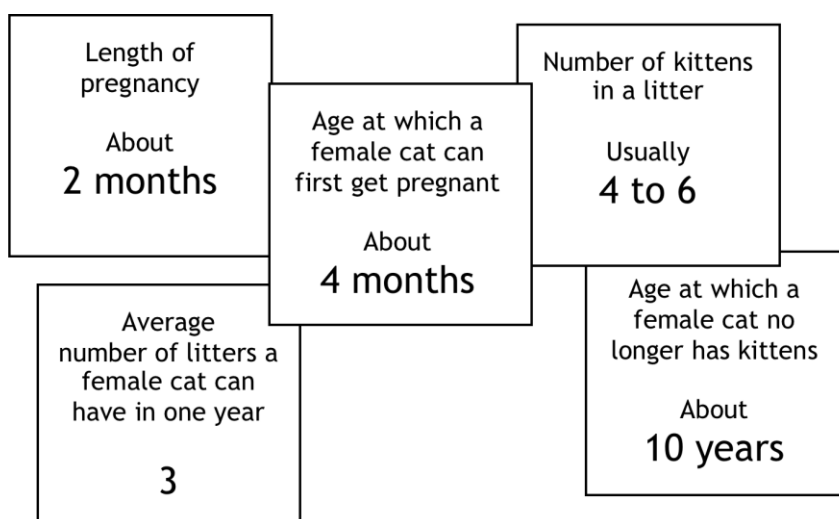 Length of
pregnancy
About
2 months
Age at which a
female cat can
first get pregnant
About
4 months
Number of kittens
in a litter
Usually
4 to 6
Average
number of litters a
female cat can
have in one year
3
Age at which a
female cat no
longer has kittens
About
10 years